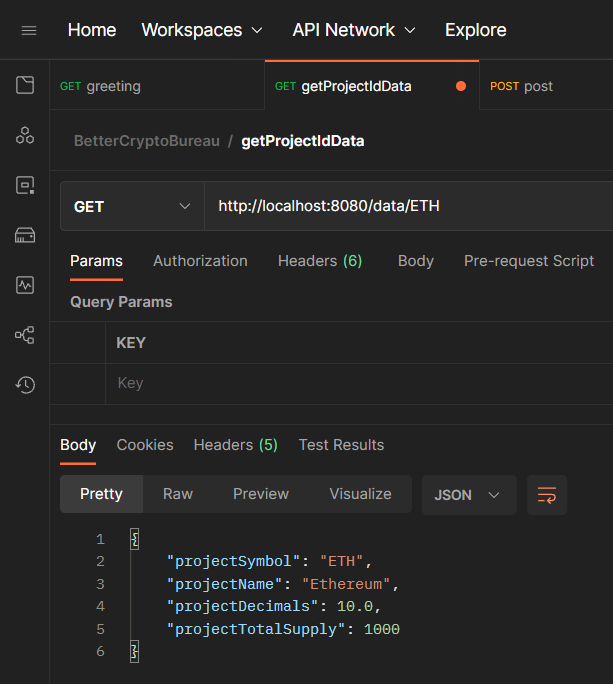 Home Workspaces API Network Explore
GET greeting GET getProjectIdData POST post
BetterCryptoBureau / getProjectIdData
GET http://localhost:8080/data/ETH
Params Authorization Headers (6) Body Pre-request Script
Query Params
KEY
Key
Body Cookies Headers (5) Test Results
Pretty Raw Preview Visualize JSON
1 {
2 "projectSymbol": "ETH",
3 "projectName": "Ethereum",
4 "projectDecimals": 10.0,
5 "projectTotalSupply": 1000
6 }